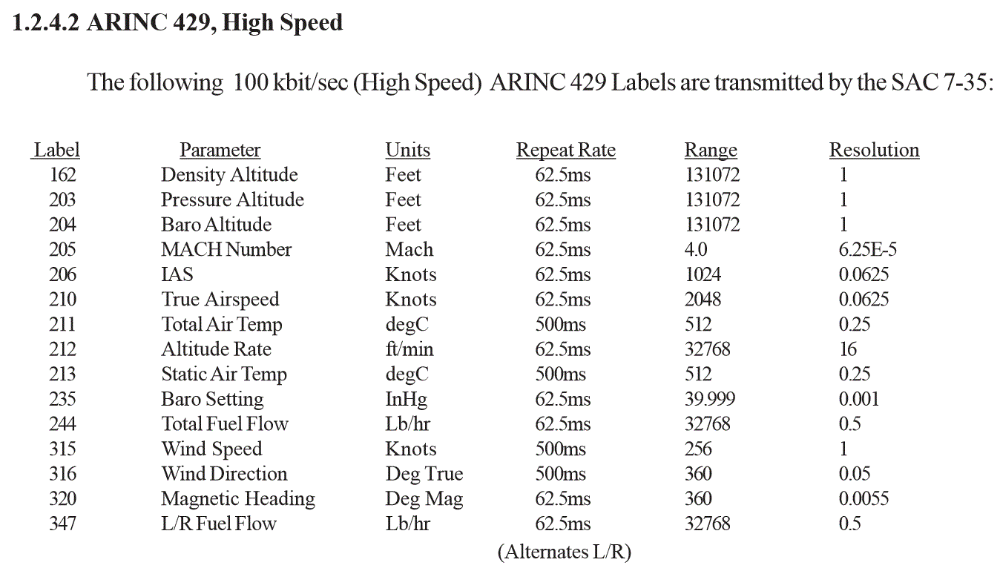 1.2.4.2 ARINC 429, High Speed
The following 100 kbit/sec (High Speed) ARINC 429 Labels are transmitted by the SAC 7-35:
Label Parameter Units Repeat Rate Range Resolution
162 Density Altitude Feet 62.5ms 131072 1
203 Pressure Altitude Feet 62.5ms 131072 1
204 Baro Altitude Feet 62.5ms 131072 1
205 MACH Number Mach 62.5ms 4.0 6.25E-5
206 IAS Knots 62.5ms 1024 0.0625
210 True Airspeed Knots 62.5ms 2048 0.0625
211 Total Air Temp degC 500ms 512 0.25
212 Altitude Rate ft/min 62.5ms 32768 16
213 Static Air Temp degC 500ms 512 0.25
235 Baro Setting InHg 62.5ms 39.999 0.001
244 Total Fuel Flow Lb/hr 62.5ms 32768 0.5
315 Wind Speed Knots 500ms 256 1
316 Wind Direction Deg True 500ms 360 0.05
320 Magnetic Heading Deg Mag 62.5ms 360 0.0055
347 L/R Fuel Flow Lb/hr 62.5ms 32768 0.5
(Alternates L/R)